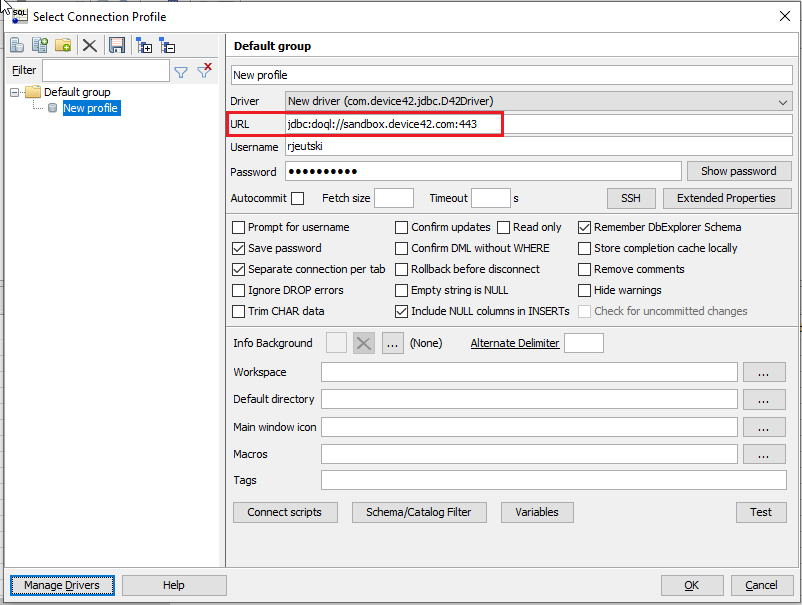 SQL Select Connection Profile
Default group
Filter
Default group
New profile
New profile
Driver New driver (com.device42.jdbc.D42Driver)
URL jdbc:doql://sandbox.device42.com:443
Username rjeutski
Password ●●●●●●●●●● Show password
Autocommit Fetch size Timeout s SSH Extended Properties
Prompt for username Confirm updates Read only Remember DbExplorer Schema
Save password Confirm DML without WHERE Store completion cache locally
Separate connection per tab Rollback before disconnect Remove comments
Ignore DROP errors Empty string is NULL Hide warnings
Trim CHAR data Include NULL columns in INSERTs Check for uncommitted changes
Info Background ... (None) Alternate Delimiter
Workspace ...
Default directory ...
Main window icon ...
Macros ...
Tags
Connect scripts Schema/Catalog Filter Variables Test
Manage Drivers Help OK Cancel